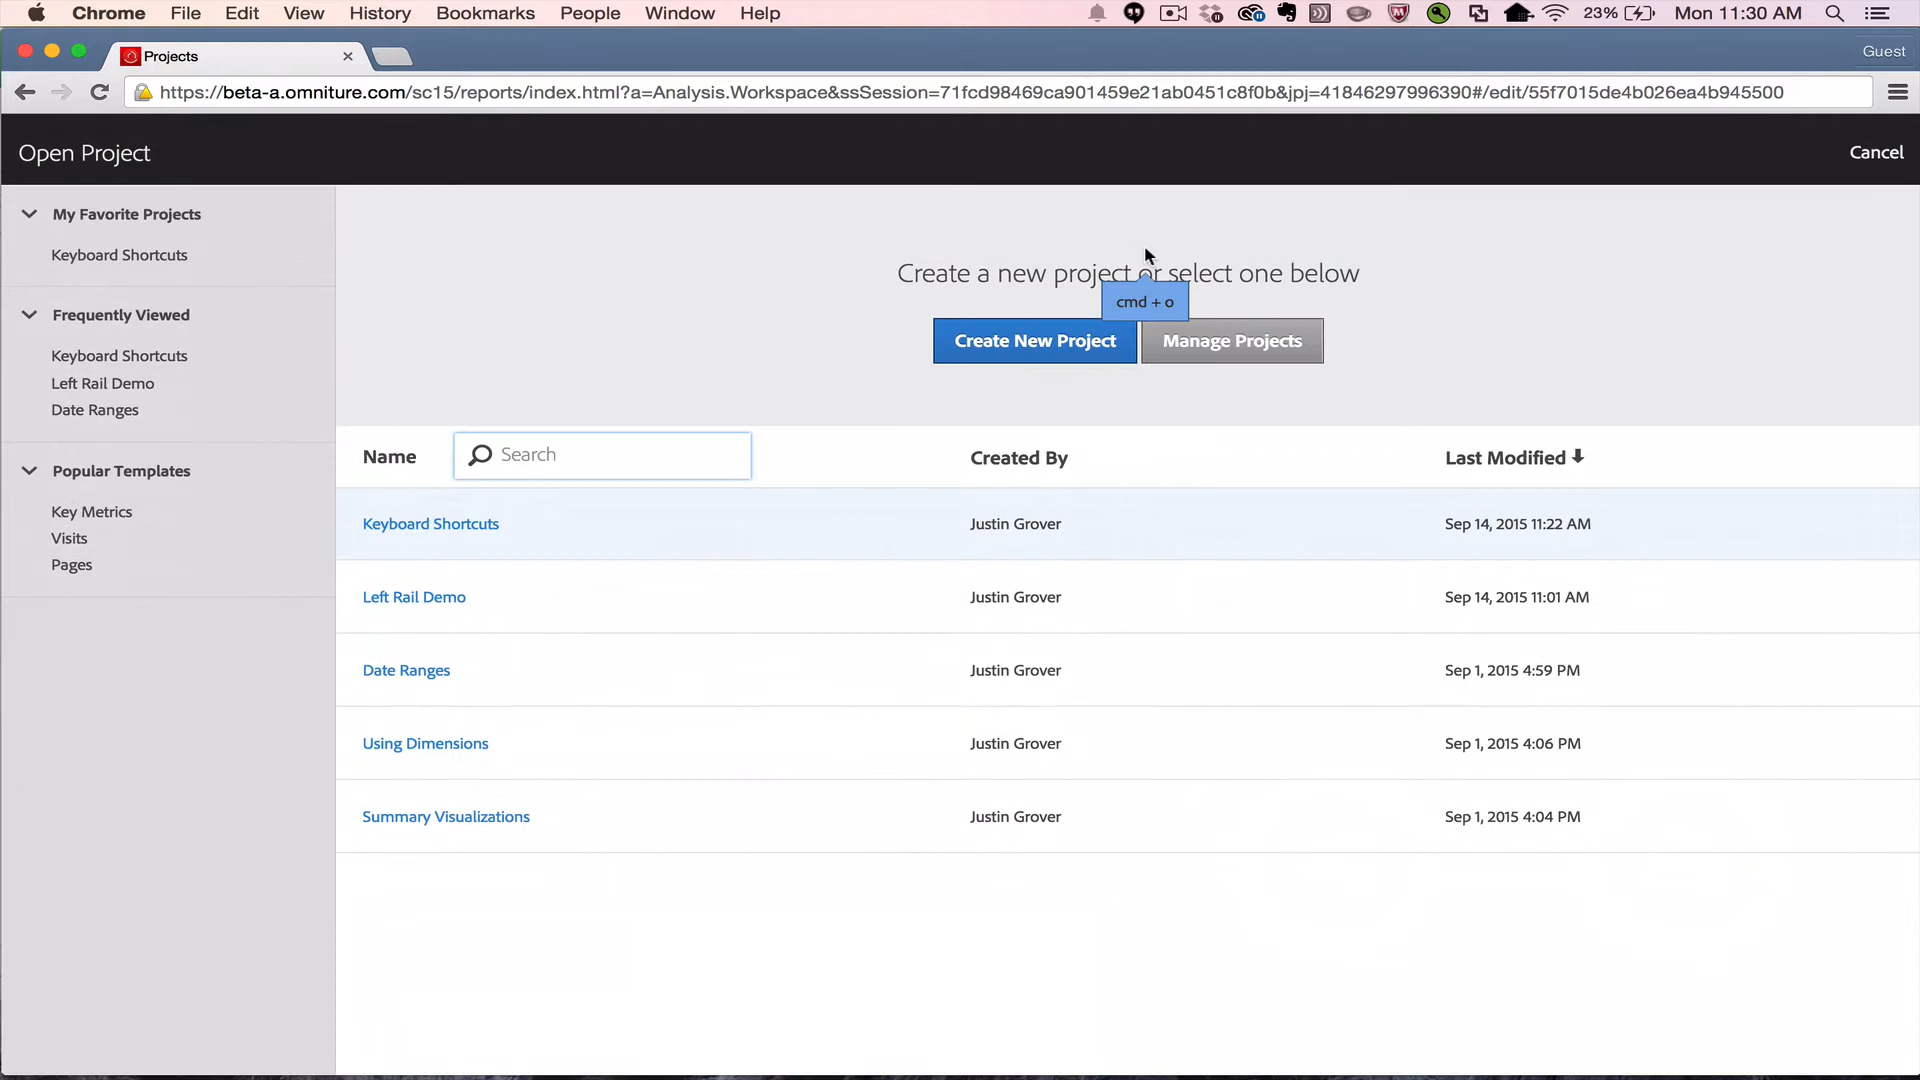 Chrome File Edit View History Bookmarks People Window Help 23% Mon 11:30 AM
Projects Guest
https://beta-a.omniture.com/sc15/reports/index.html?a=Analysis.Workspace&ssSession=71fcd98469ca901459e21ab0451c8f0b&jpj=41846297996390#/edit/55f7015de4b026ea4b945500
Open Project Cancel
My Favorite Projects
Keyboard Shortcuts
Frequently Viewed
Keyboard Shortcuts
Left Rail Demo
Date Ranges
Popular Templates
Key Metrics
Visits
Pages
Create a new project or select one below
cmd + o
Create New Project Manage Projects
Name Search Created By Last Modified
Keyboard Shortcuts Justin Grover Sep 14, 2015 11:22 AM
Left Rail Demo Justin Grover Sep 14, 2015 11:01 AM
Date Ranges Justin Grover Sep 1, 2015 4:59 PM
Using Dimensions Justin Grover Sep 1, 2015 4:06 PM
Summary Visualizations Justin Grover Sep 1, 2015 4:04 PM